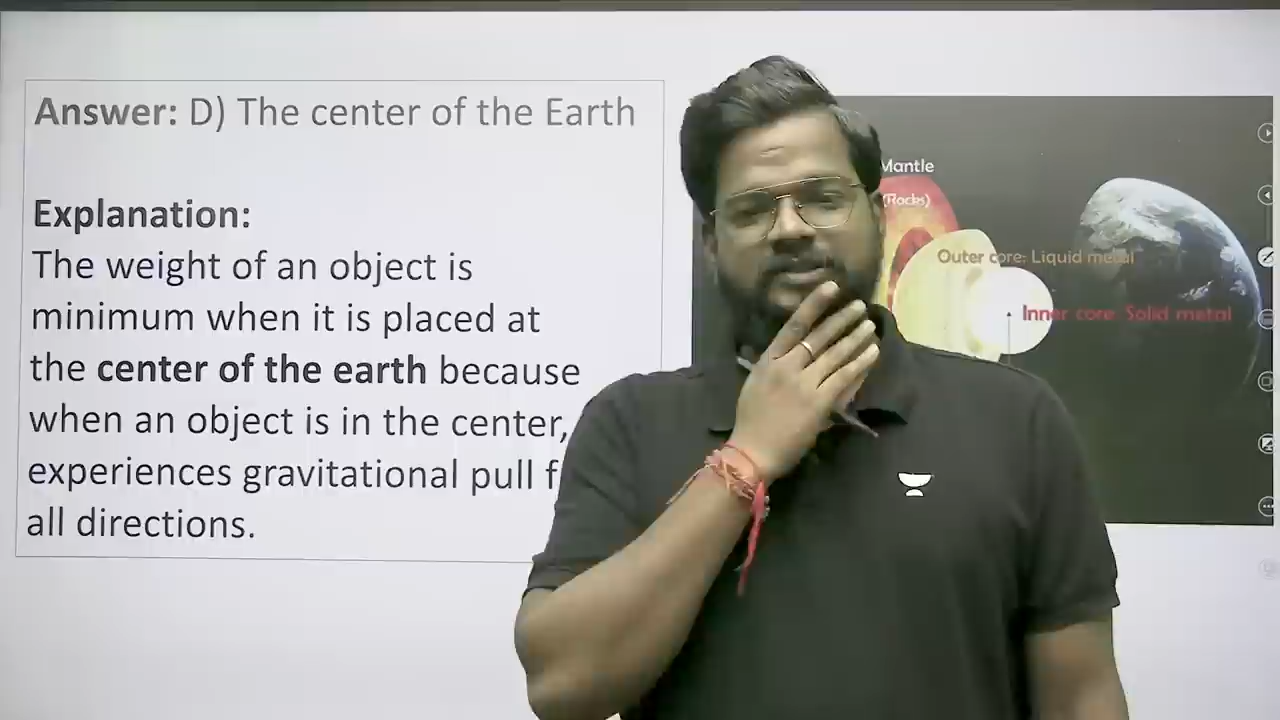 Answer: D) The center of the Earth
Explanation:
The weight of an object is
minimum when it is placed at
the center of the earth because
when an object is in the center,
experiences gravitational pull f
all directions.
Mantle
(Rocks)
Outer core: Liquid metal
Inner core: Solid metal